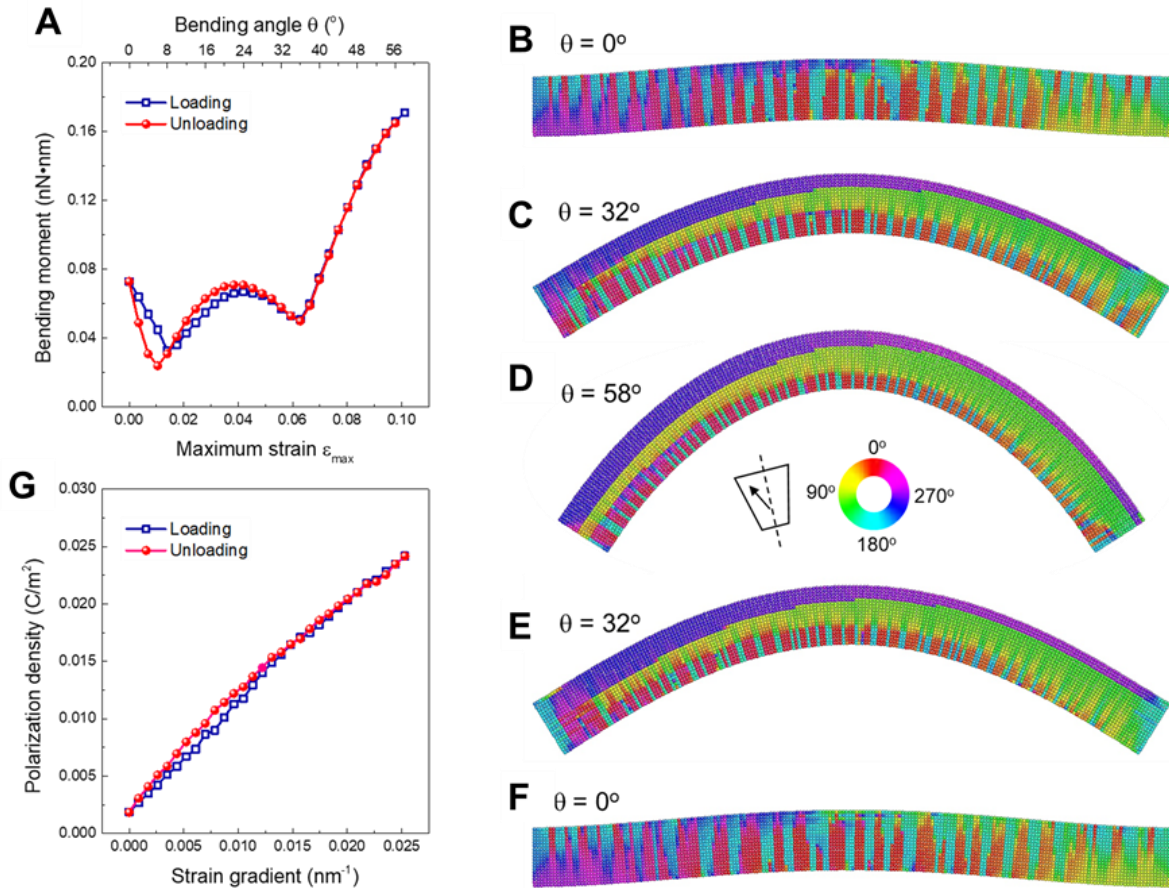 A
Bending angle θ (°)
0 8 16 24 32 40 48 56
0.20
0.16
0.12
0.08
0.04
0.00
Bending moment (nN•nm)
Loading
Unloading
0.00 0.02 0.04 0.06 0.08 0.10
Maximum strain εmax
B
θ = 0°
C
θ = 32°
D
θ = 58°
0°
90°
270°
180°
E
θ = 32°
F
θ = 0°
G
0.030
0.025
0.020
0.015
0.010
0.005
0.000
Polarization density (C/m²)
Loading
Unloading
0.000 0.005 0.010 0.015 0.020 0.025
Strain gradient (nm⁻¹)